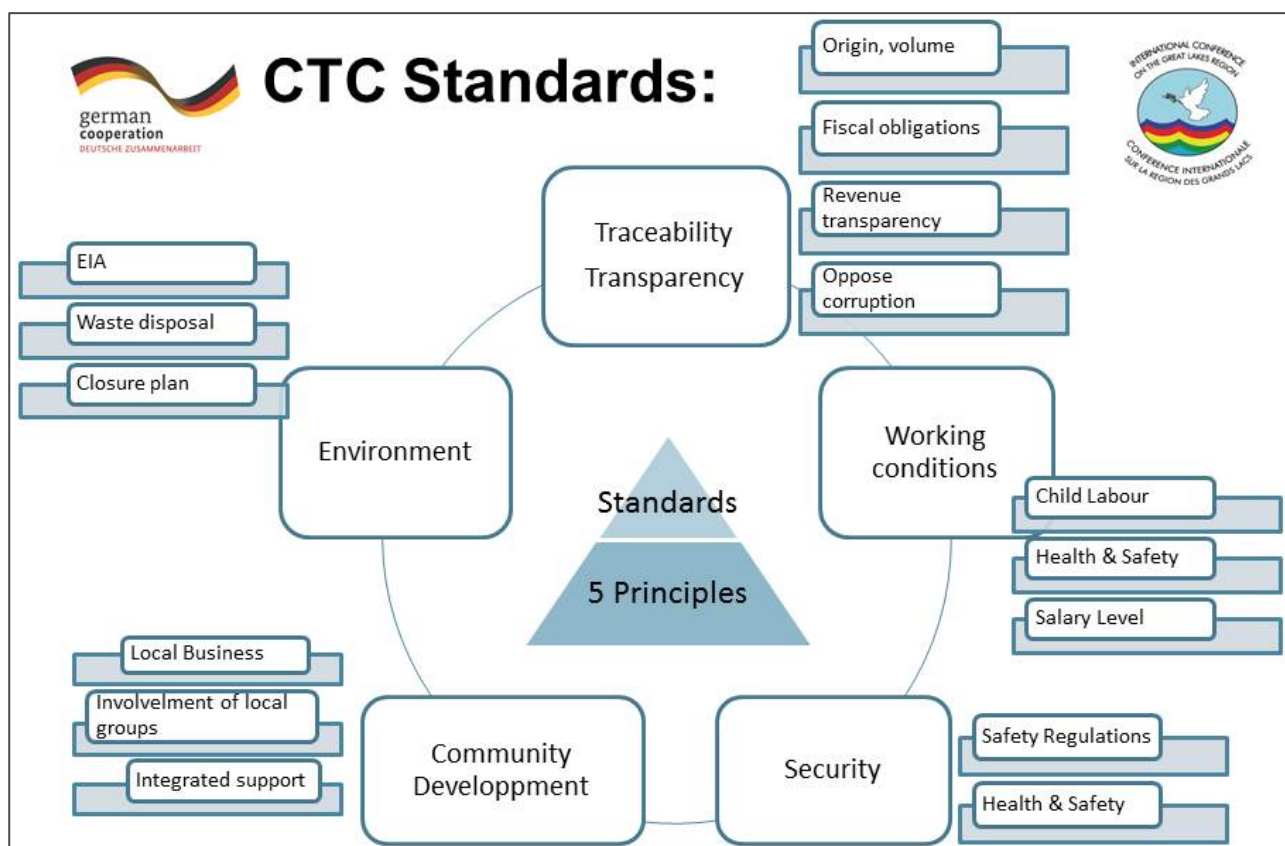 german
cooperation
DEUTSCHE ZUSAMMENARBEIT
CTC Standards:
INTERNATIONAL CONFERENCE
ON THE GREAT LAKES REGION
CONFERENCE INTERNATIONALE
SUR LA REGION DES GRANDS LACS
Traceability
Transparency
Origin, volume
Fiscal obligations
Revenue
transparency
Oppose
corruption
EIA
Waste disposal
Closure plan
Environment
Working
conditions
Child Labour
Health & Safety
Salary Level
Standards
5 Principles
Local Business
Involvelment of local
groups
Integrated support
Community
Developpment
Security
Safety Regulations
Health & Safety